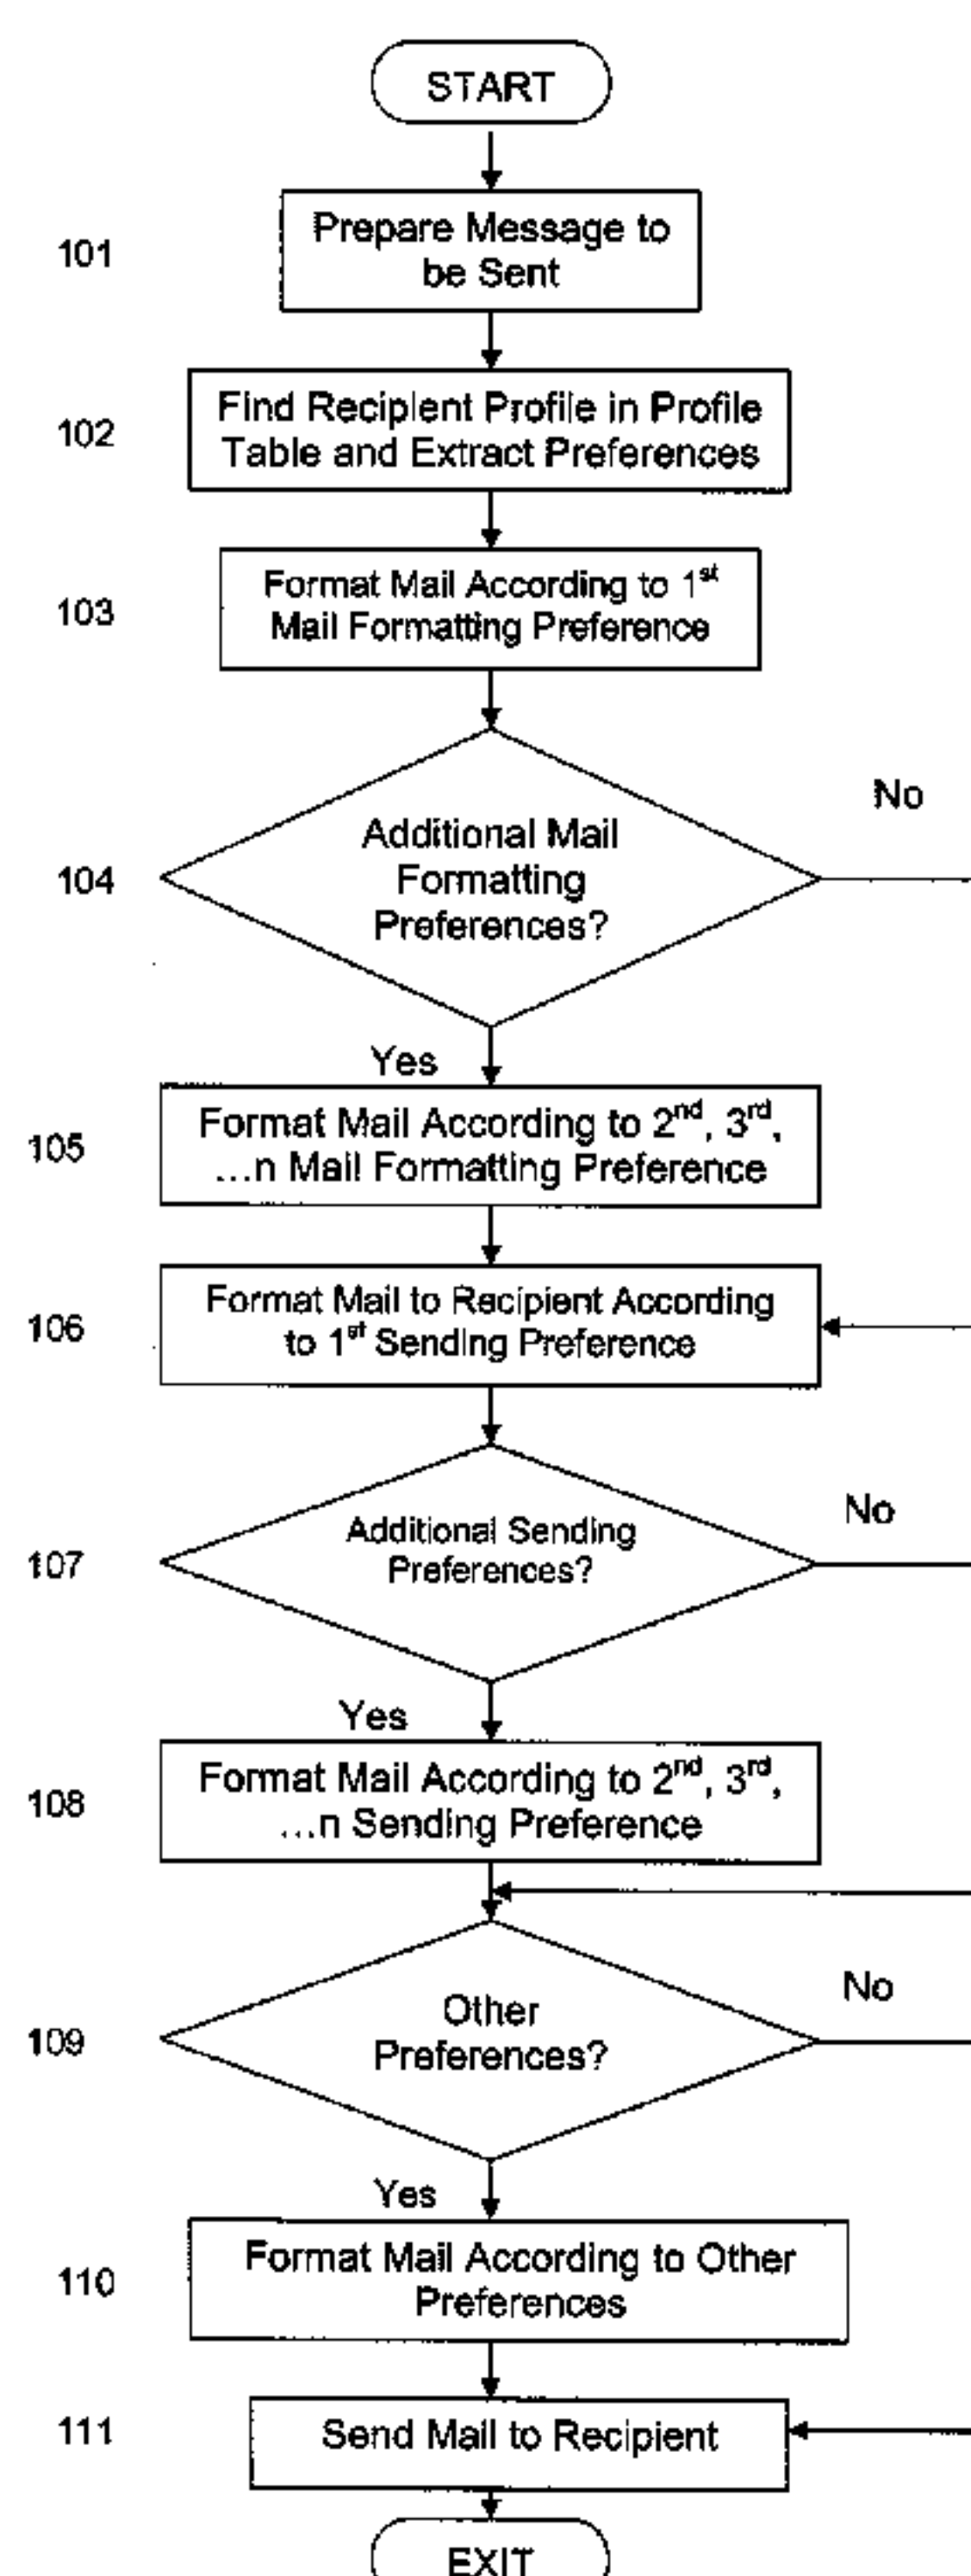 START
101
Prepare Message to
be Sent
102
Find Recipient Profile in Profile
Table and Extract Preferences
103
Format Mail According to 1st
Mail Formatting Preference
104
Additional Mail
Formatting
Preferences?
No
Yes
105
Format Mail According to 2nd, 3rd,
...n Mail Formatting Preference
106
Format Mail to Recipient According
to 1st Sending Preference
107
Additional Sending
Preferences?
No
Yes
108
Format Mail According to 2nd, 3rd,
...n Sending Preference
109
Other
Preferences?
No
Yes
110
Format Mail According to Other
Preferences
111
Send Mail to Recipient
EXIT